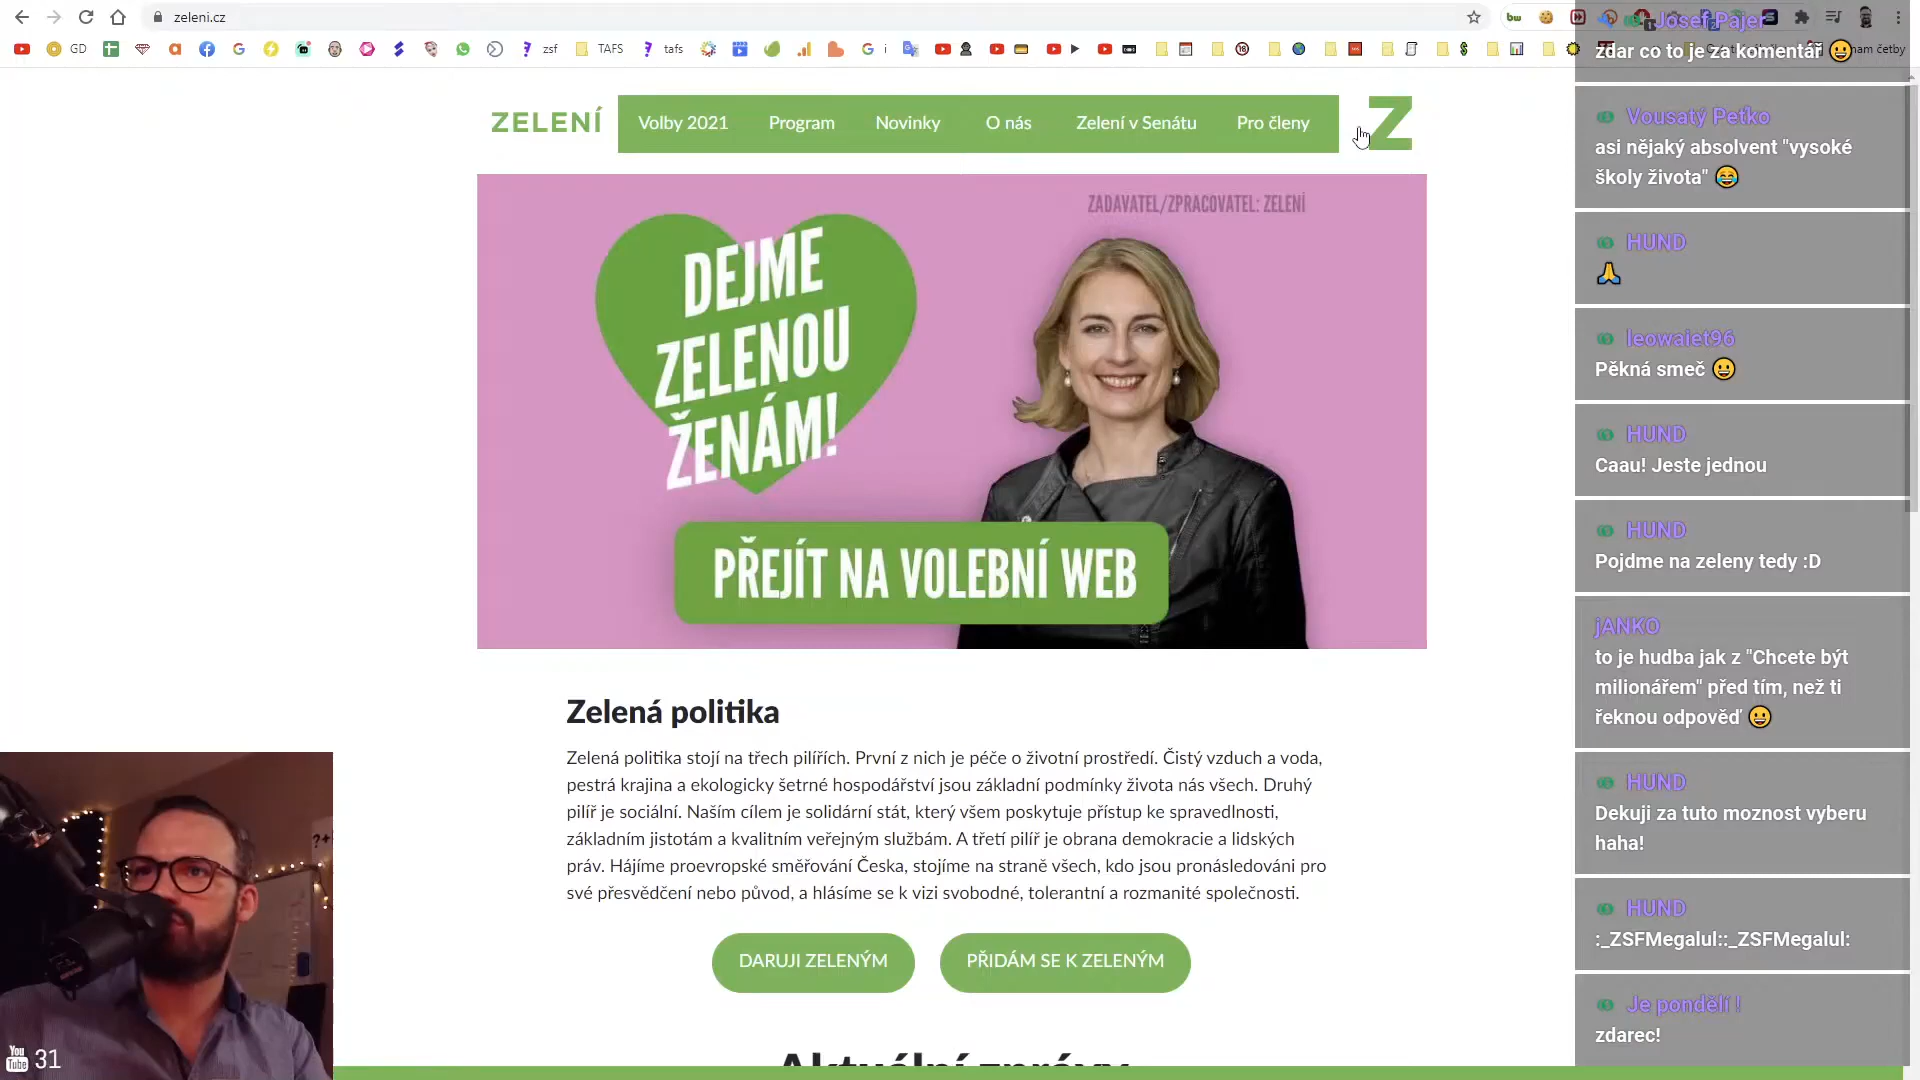 zeleni.cz
GD
zsf
TAFS
tafs
G i
nam četby
ZELENÍ
Volby 2021
Program
Novinky
O nás
Zelení v Senátu
Pro členy
Z
ZADAVATEL/ZPRACOVATEL: ZELENÍ
DEJME
ZELENOU
ŽENÁM!
PŘEJÍT NA VOLEBNÍ WEB
Zelená politika
Zelená politika stojí na třech pilířích. První z nich je péče o životní prostředí. Čistý vzduch a voda,
pestrá krajina a ekologicky šetrné hospodářství jsou základní podmínky života nás všech. Druhý
pilíř je sociální. Naším cílem je solidární stát, který všem poskytuje přístup ke spravedlnosti,
základním jistotám a kvalitním veřejným službám. A třetí pilíř je obrana demokracie a lidských
práv. Hájíme proevropské směřování Česka, stojíme na straně všech, kdo jsou pronásledováni pro
své přesvědčení nebo původ, a hlásíme se k vizi svobodné, tolerantní a rozmanité společnosti.
DARUJI ZELENÝM
PŘIDÁM SE K ZELENÝM
Aktuální zprávy
Josef Pajer
zdar co to je za komentář 😀
Vousatý Peťko
asi nějaký absolvent "vysoké
školy života" 😂
HUND
🙏
leowalet96
Pěkná smeč 😀
HUND
Caau! Jeste jednou
HUND
Pojdme na zeleny tedy :D
jANKO
to je hudba jak z "Chcete být
milionářem" před tím, než ti
řeknou odpověď 😀
HUND
Dekuji za tuto moznost vyberu
haha!
HUND
:_ZSFMegalul::_ZSFMegalul:
Je pondělí !
zdarec!
You
Tube 31